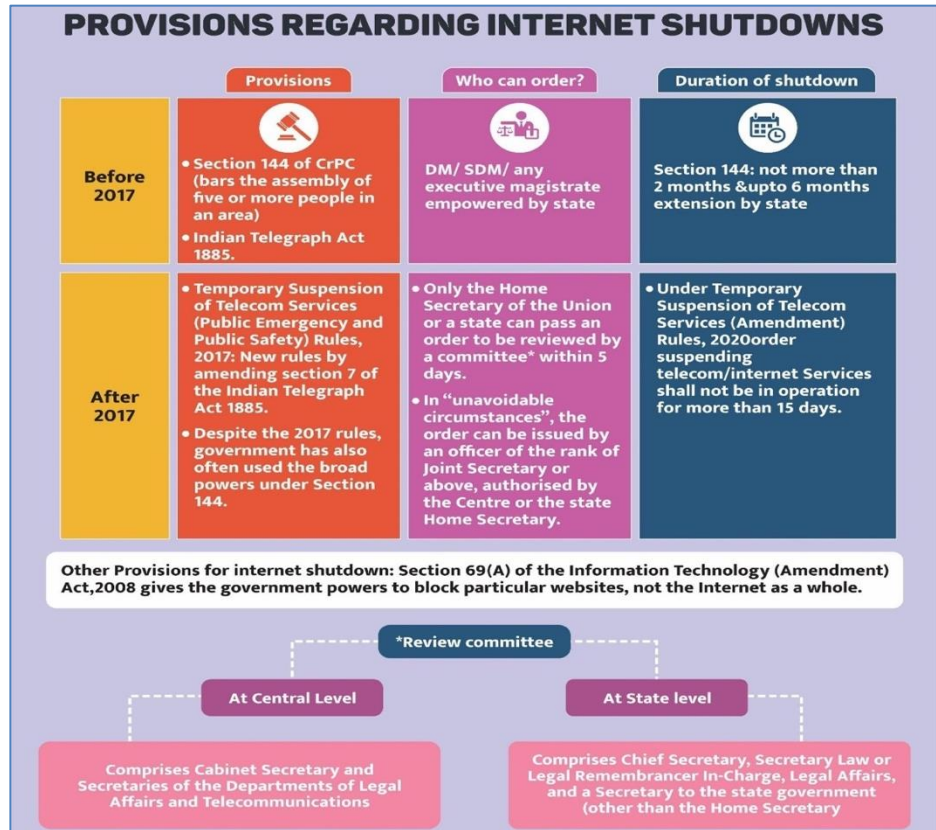 PROVISIONS REGARDING INTERNET SHUTDOWNS
Provisions
Who can order?
Duration of shutdown
Before
2017
• Section 144 of CrPC
(bars the assembly of
five or more people in
an area)
• Indian Telegraph Act
1885.
DM/ SDM/ any
executive magistrate
empowered by state
Section 144: not more than
2 months &upto 6 months
extension by state
After
2017
• Temporary Suspension
of Telecom Services
(Public Emergency and
Public Safety) Rules,
2017: New rules by
amending section 7 of
the Indian Telegraph
Act 1885.
• Despite the 2017 rules,
government has also
often used the broad
powers under Section
144.
• Only the Home
Secretary of the Union
or a state can pass an
order to be reviewed by
a committee* within 5
days.
• In “unavoidable
circumstances”, the
order can be issued by
an officer of the rank of
Joint Secretary or
above, authorised by
the Centre or the state
Home Secretary.
• Under Temporary
Suspension of Telecom
Services (Amendment)
Rules, 2020order
suspending
telecom/internet Services
shall not be in operation
for more than 15 days.
Other Provisions for internet shutdown: Section 69(A) of the Information Technology (Amendment)
Act,2008 gives the government powers to block particular websites, not the Internet as a whole.
*Review committee
At Central Level
At State level
Comprises Cabinet Secretary and
Secretaries of the Departments of Legal
Affairs and Telecommunications
Comprises Chief Secretary, Secretary Law or
Legal Remembrancer In-Charge, Legal Affairs,
and a Secretary to the state government
(other than the Home Secretary